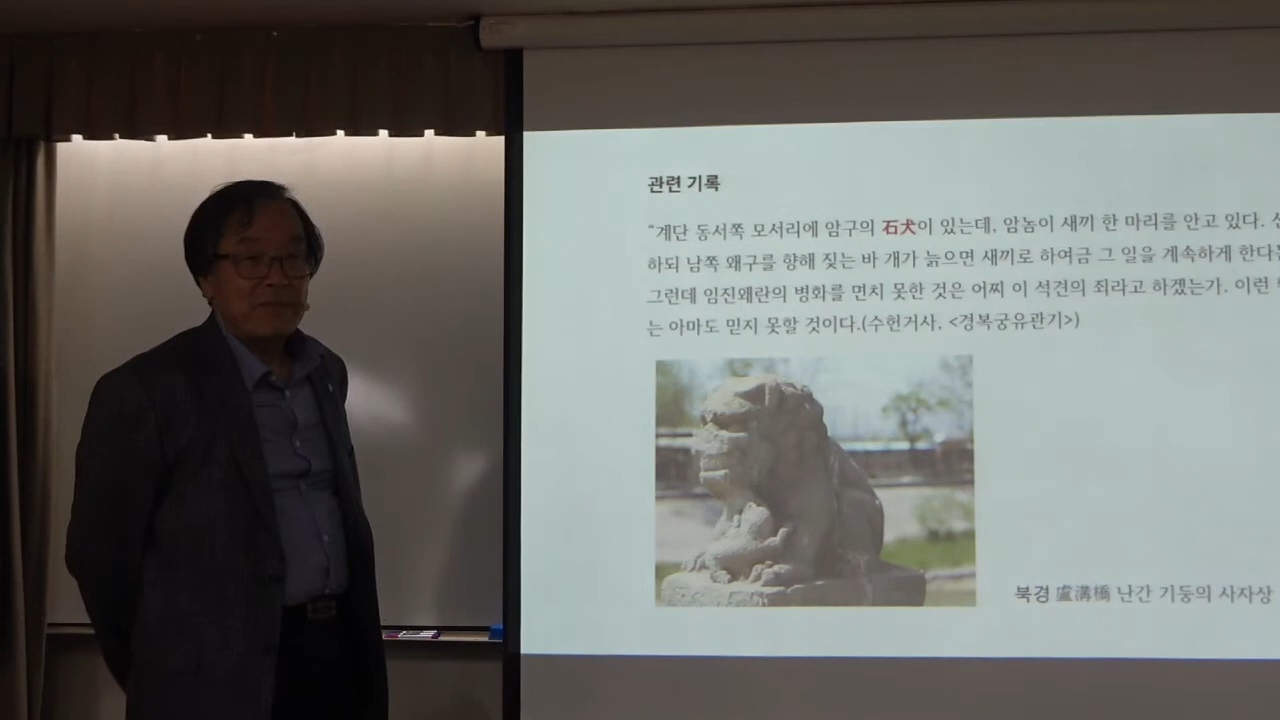 관련 기록
“계단 동서쪽 모서리에 암구의 石犬이 있는데, 암놈이 새끼 한 마리를 안고 있다.
하되 남쪽 왜구를 향해 짖는 바 개가 늙으면 새끼로 하여금 그 일을 계속하게 한다
그런데 임진왜란의 병화를 면치 못한 것은 어찌 이 석견의 죄라고 하겠는가. 이런
는 아마도 믿지 못할 것이다.(수헌거사, <경복궁유관기>)
북경 盧溝橋 난간 기둥의 사자상